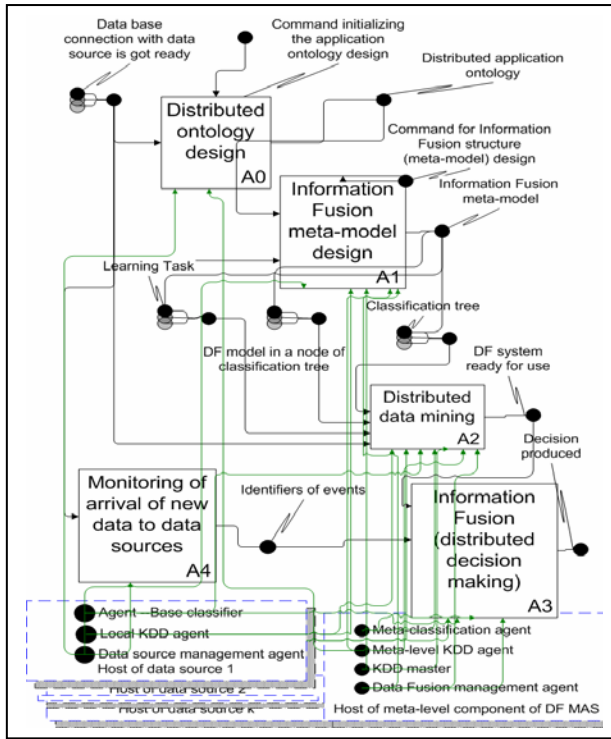 Data base
connection with data
source is got ready
Command initializing
the application
ontology design
Distributed application
ontology
Distributed
ontology
design
A0
Command for Information
Fusion structure
(meta-model) design
Information Fusion
meta-model
Information
Fusion
meta-model
design
A1
Learning Task
Classification
tree
DF model in a node of
classification tree
DF system
ready for use
Distributed
data mining
A2
Decision
produced
Monitoring of
arrival of new
data to data
sources
A4
Identifiers of events
Information
Fusion
(distributed
decision
making)
A3
Agent --Base classifier
Local KDD agent
Data source management agent
Host of data source 1
Host of data source 2
Host of data source k
Meta-classification agent
Meta-level KDD agent
KDD master
Data Fusion management agent
Host of meta-level component of DF MAS